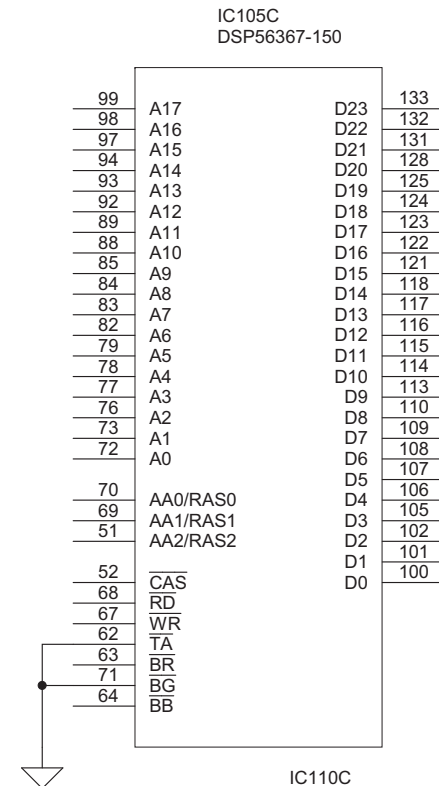 IC105C
DSP56367-150
99 A17 D23 133
98 A16 D22 132
97 A15 D21 131
94 A14 D20 128
93 A13 D19 125
92 A12 D18 124
89 A11 D17 123
88 A10 D16 122
85 A9 D15 121
84 A8 D14 118
83 A7 D13 117
82 A6 D12 116
79 A5 D11 115
78 A4 D10 114
77 A3 D9 113
76 A2 D8 110
73 A1 D7 109
72 A0 D6 108
D5 107
70 AA0/RAS0 D4 106
69 AA1/RAS1 D3 105
51 AA2/RAS2 D2 102
D1 101
52 CAS D0 100
68 RD
67 WR
62 TA
63 BR
71 BG
64 BB
IC110C